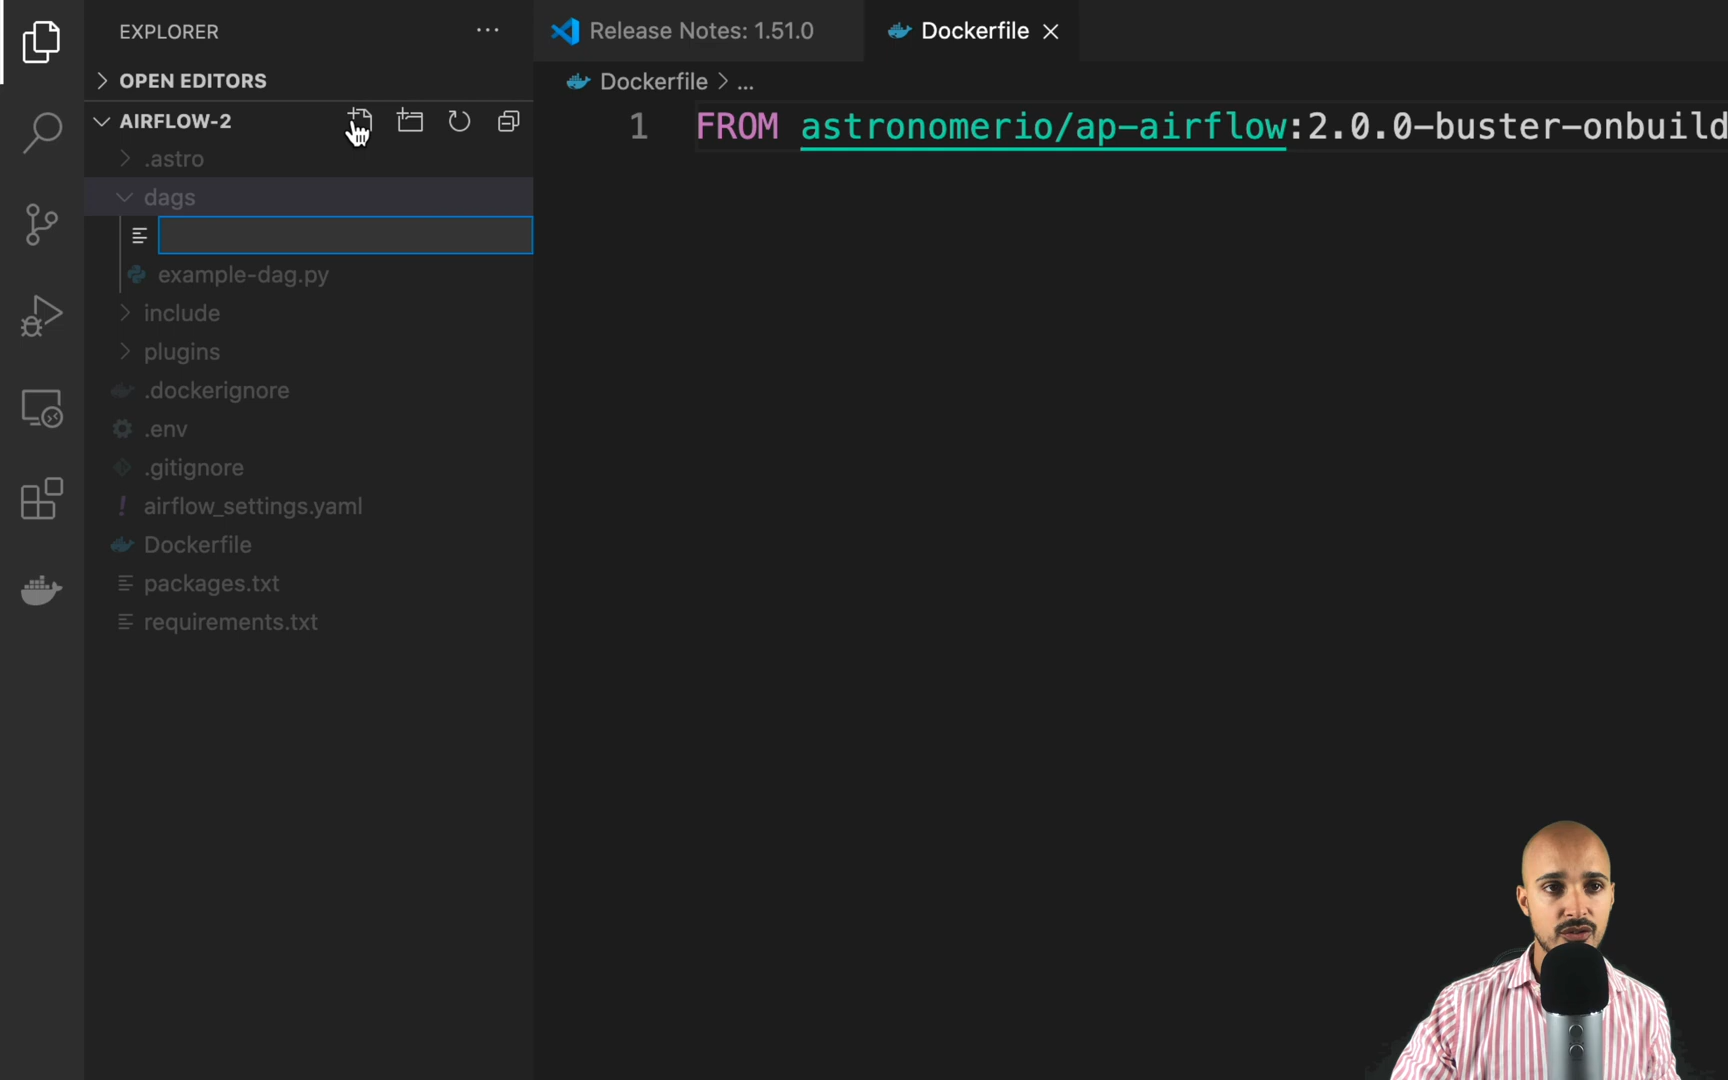 EXPLORER
Release Notes: 1.51.0
Dockerfile
OPEN EDITORS
Dockerfile > ...
AIRFLOW-2
1 FROM astronomerio/ap-airflow:2.0.0-buster-onbuild
.astro
dags
example-dag.py
include
plugins
.dockerignore
.env
.gitignore
airflow_settings.yaml
Dockerfile
packages.txt
requirements.txt